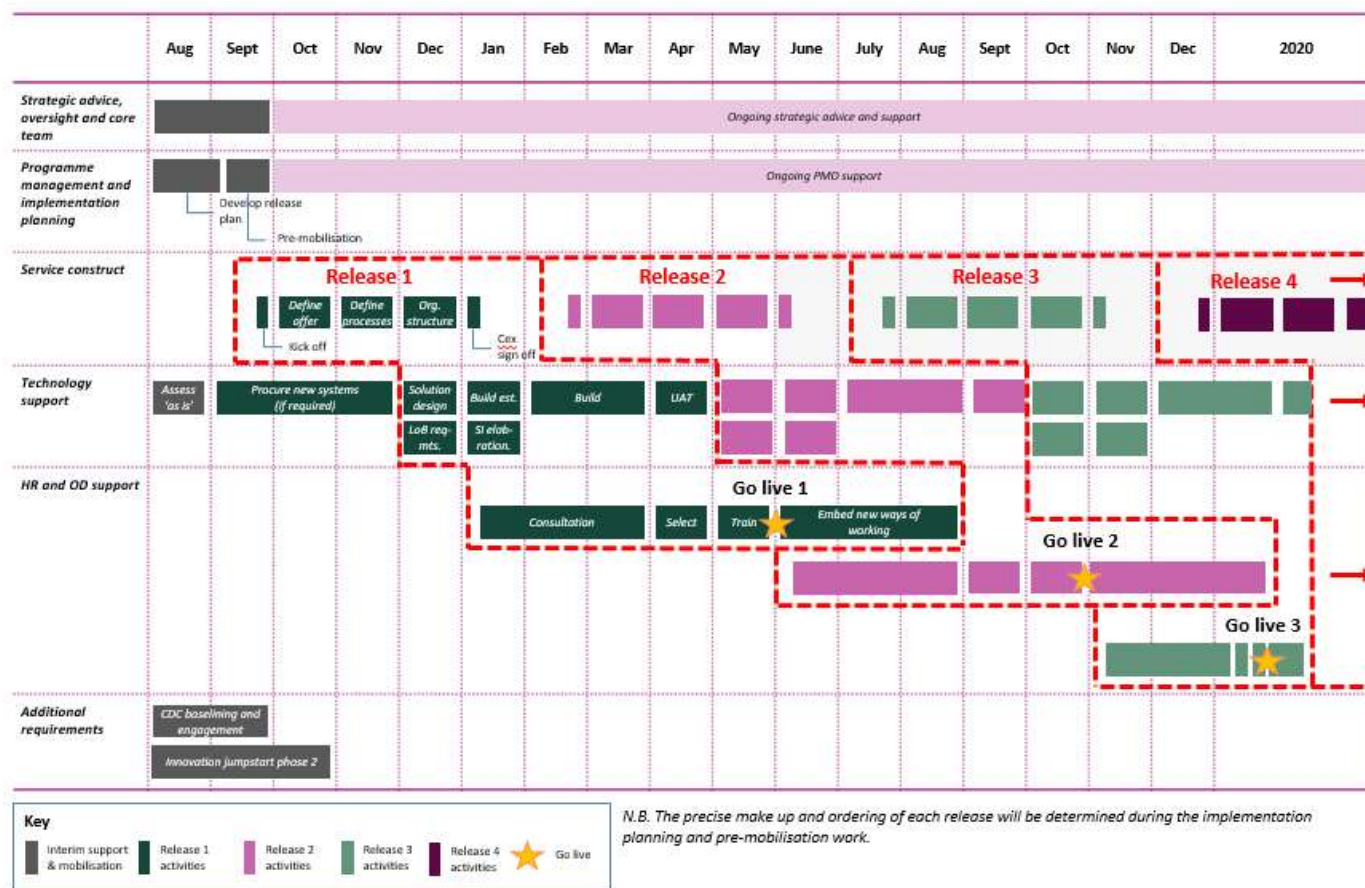 Aug Sept Oct Nov Dec Jan Feb Mar Apr May June July Aug Sept Oct Nov Dec 2020
Strategic advice,
oversight and core
team
Ongoing strategic advice and support
Programme
management and
implementation
planning
Ongoing PMO support
Develop release
plan
Pre-mobilisation
Service construct
Release 1
Release 2
Release 3
Release 4
Define
offer
Define
processes
Org.
structure
Kick off
Cex
sign off
Technology
support
Assess
'as is'
Procure new systems
(if required)
Solution
design
Build est.
Build
UAT
LoB req-
mts.
SI elab-
ration.
HR and OD support
Go live 1
Consultation
Select
Train
Embed new ways of
working
Go live 2
Go live 3
Additional
requirements
CDC baselining and
engagement
Innovation jumpstart phase 2
Key
Interim support
& mobilisation
Release 1
activities
Release 2
activities
Release 3
activities
Release 4
activities
Go live
N.B. The precise make up and ordering of each release will be determined during the implementation
planning and pre-mobilisation work.